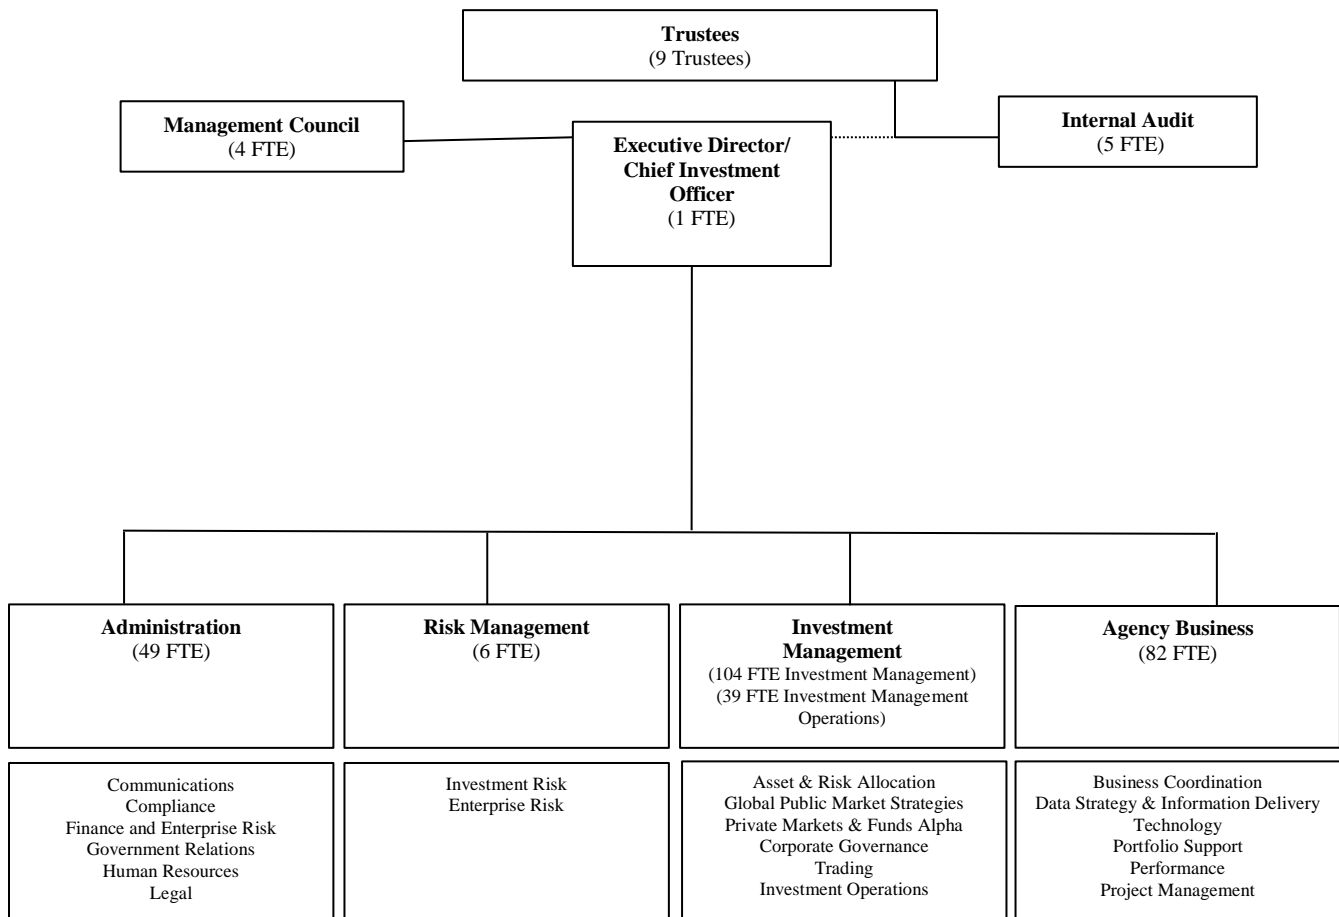 Trustees
(9 Trustees)
Management Council
(4 FTE)
Executive Director/
Chief Investment
Officer
(1 FTE)
Internal Audit
(5 FTE)
Administration
(49 FTE)
Risk Management
(6 FTE)
Investment
Management
(104 FTE Investment Management)
(39 FTE Investment Management
Operations)
Agency Business
(82 FTE)
Communications
Compliance
Finance and Enterprise Risk
Government Relations
Human Resources
Legal
Investment Risk
Enterprise Risk
Asset & Risk Allocation
Global Public Market Strategies
Private Markets & Funds Alpha
Corporate Governance
Trading
Investment Operations
Business Coordination
Data Strategy & Information Delivery
Technology
Portfolio Support
Performance
Project Management